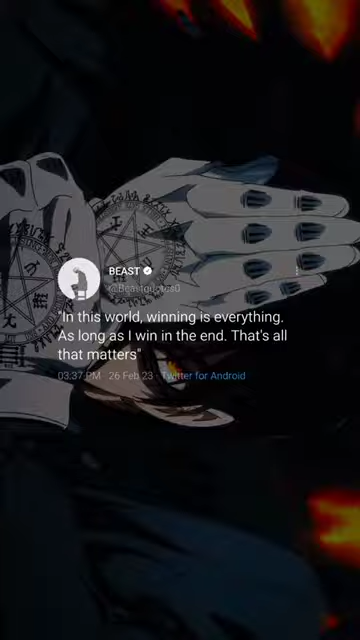 BEAST
"In this world, winning is everything.
As long as I win in the end. That's all
that matters"
03.37 PM · 26 Feb 23 · Twitter for Android